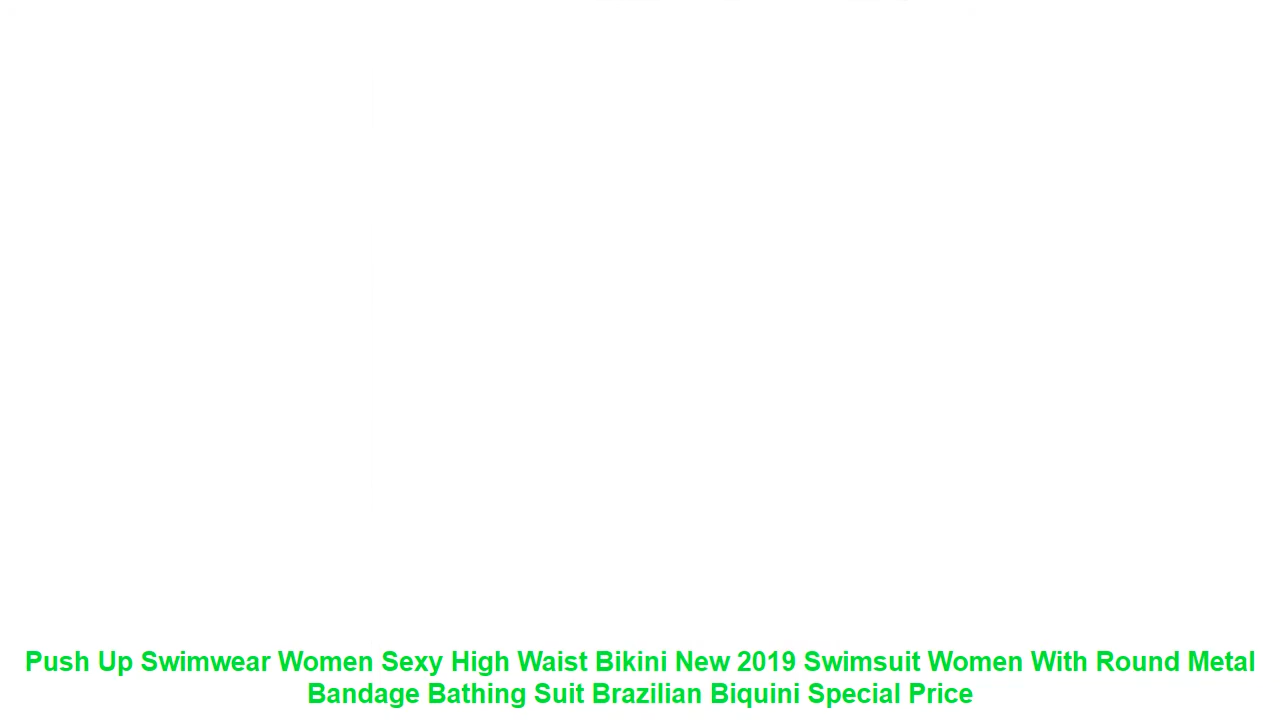 Push Up Swimwear Women Sexy High Waist Bikini New 2019 Swimsuit Women With Round Metal
Bandage Bathing Suit Brazilian Biquini Special Price